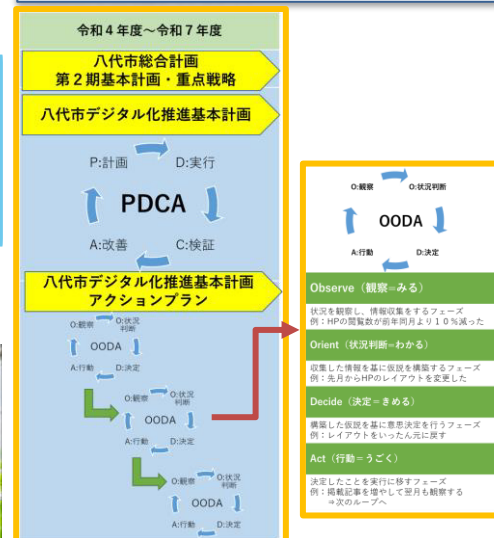 令和４年度～令和７年度
八代市総合計画
第２期基本計画・重点戦略
八代市デジタル化推進基本計画
P:計画
D:実行
PDCA
A:改善
C:検証
八代市デジタル化推進基本計画
アクションプラン
O:観察
O:状況
判断
OODA
A:行動
D:決定
O:観察
O:状況
判断
OODA
A:行動
D:決定
O:観察
O:状況
判断
OODA
A:行動
D:決定
O:観察
O:状況判断
OODA
A:行動
D:決定
Observe（観察=みる）
状況を観察し、情報収集をするフェーズ
例：HPの閲覧数が前年同月より１０％減った
Orient（状況判断=わかる）
収集した情報を基に仮説を構築するフェーズ
例：先月からHPのレイアウトを変更した
Decide（決定=きめる）
構築した仮説を基に意思決定を行うフェーズ
例：レイアウトをいったん元に戻す
Act（行動=うごく）
決定したことを実行に移すフェーズ
例：掲載記事を増やして翌月も観察する
⇒次のループへ